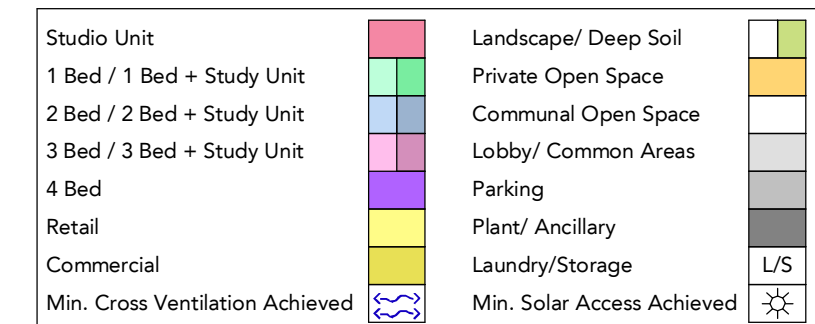 Studio Unit
1 Bed / 1 Bed + Study Unit
2 Bed / 2 Bed + Study Unit
3 Bed / 3 Bed + Study Unit
4 Bed
Retail
Commercial
Min. Cross Ventilation Achieved
Landscape/ Deep Soil
Private Open Space
Communal Open Space
Lobby/ Common Areas
Parking
Plant/ Ancillary
Laundry/Storage L/S
Min. Solar Access Achieved